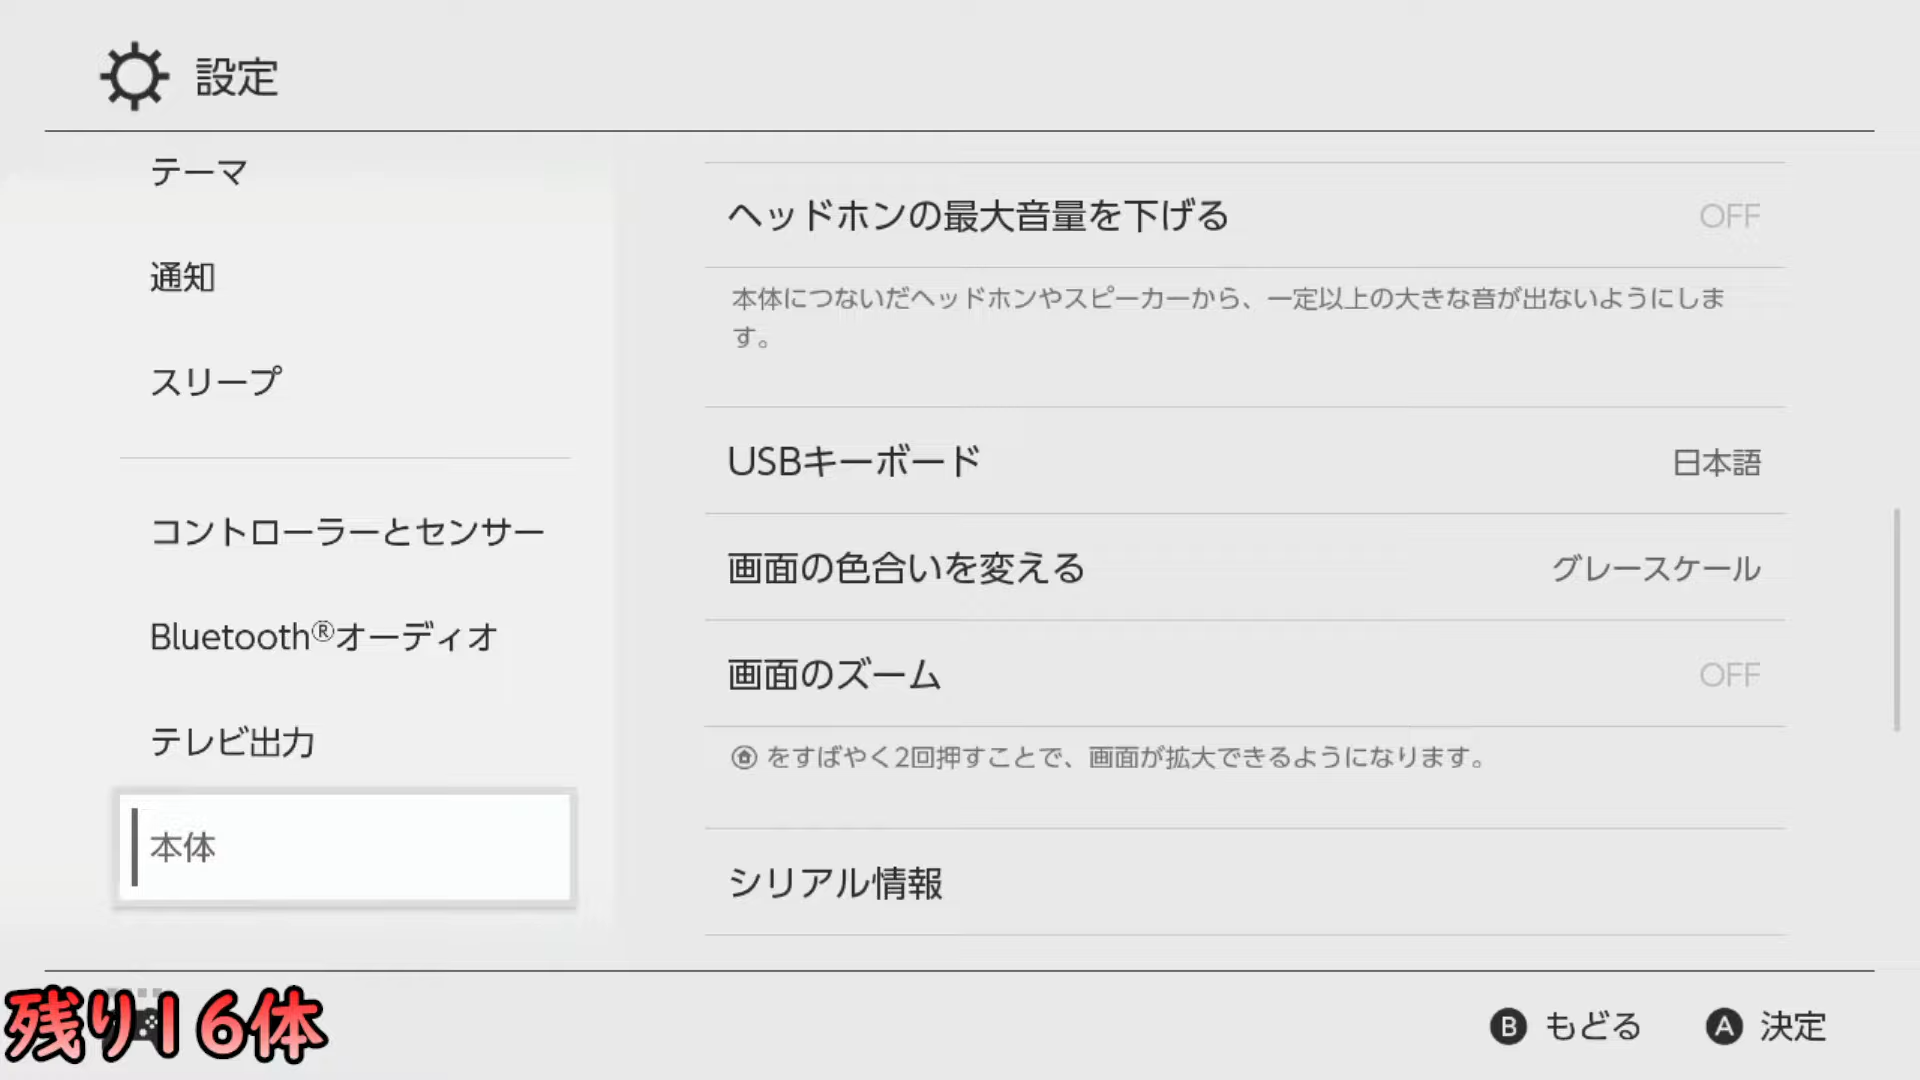 設定
テーマ
通知
スリープ
コントローラーとセンサー
Bluetooth®オーディオ
テレビ出力
本体
ヘッドホンの最大音量を下げる OFF
本体につないだヘッドホンやスピーカーから、一定以上の大きな音が出ないようにしま
す。
USBキーボード 日本語
画面の色合いを変える グレースケール
画面のズーム OFF
をすばやく2回押すことで、画面が拡大できるようになります。
シリアル情報
残り16体
B もどる A 決定